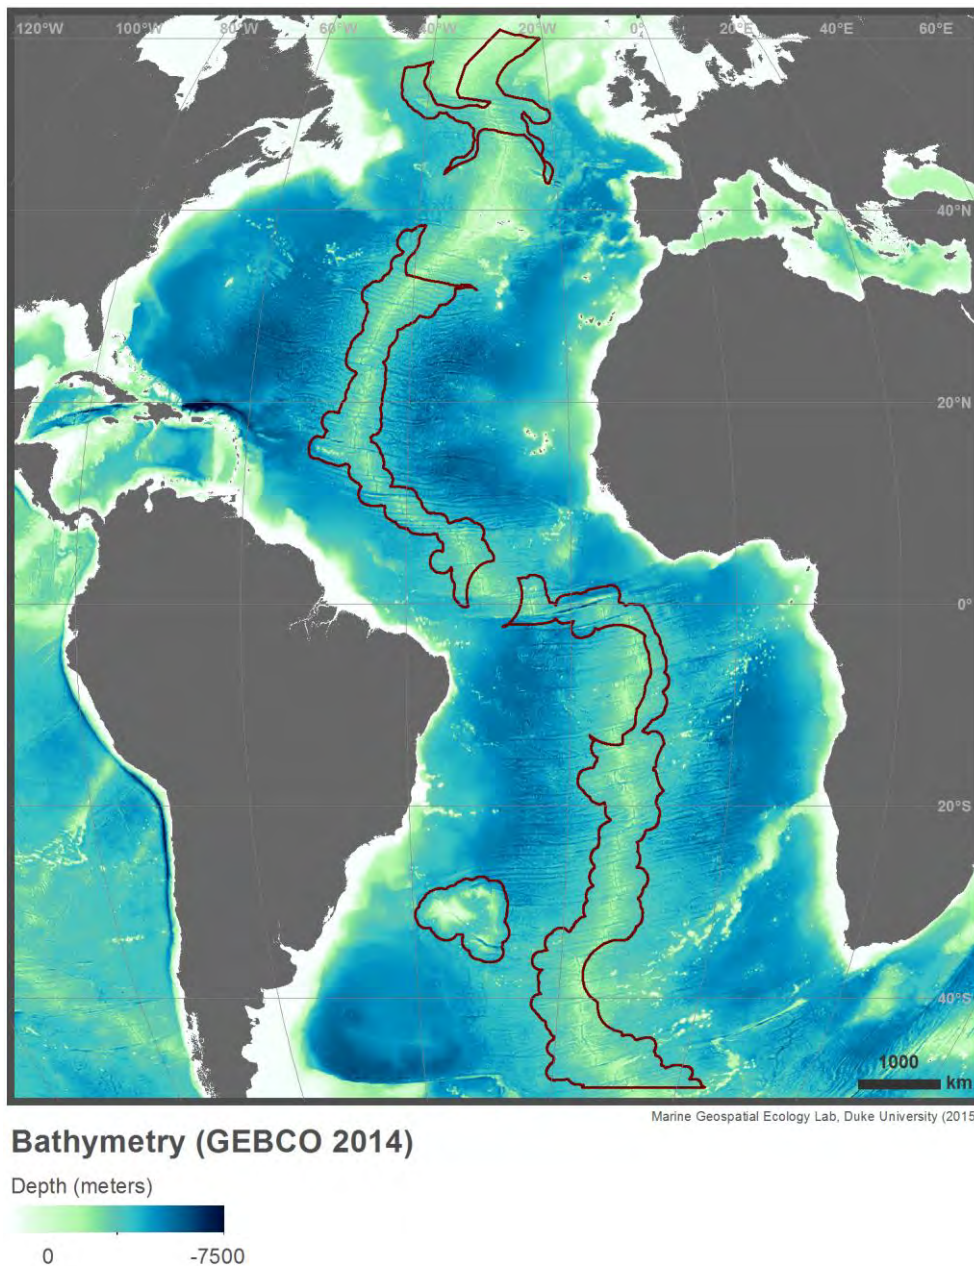 120°W 100°W 80°W 60°W 40°W 20°W 0° 20°E 40°E 60°E
40°N
20°N
0°
20°S
40°S
1000
km
Marine Geospatial Ecology Lab, Duke University (2015
Bathymetry (GEBCO 2014)
Depth (meters)
0 -7500